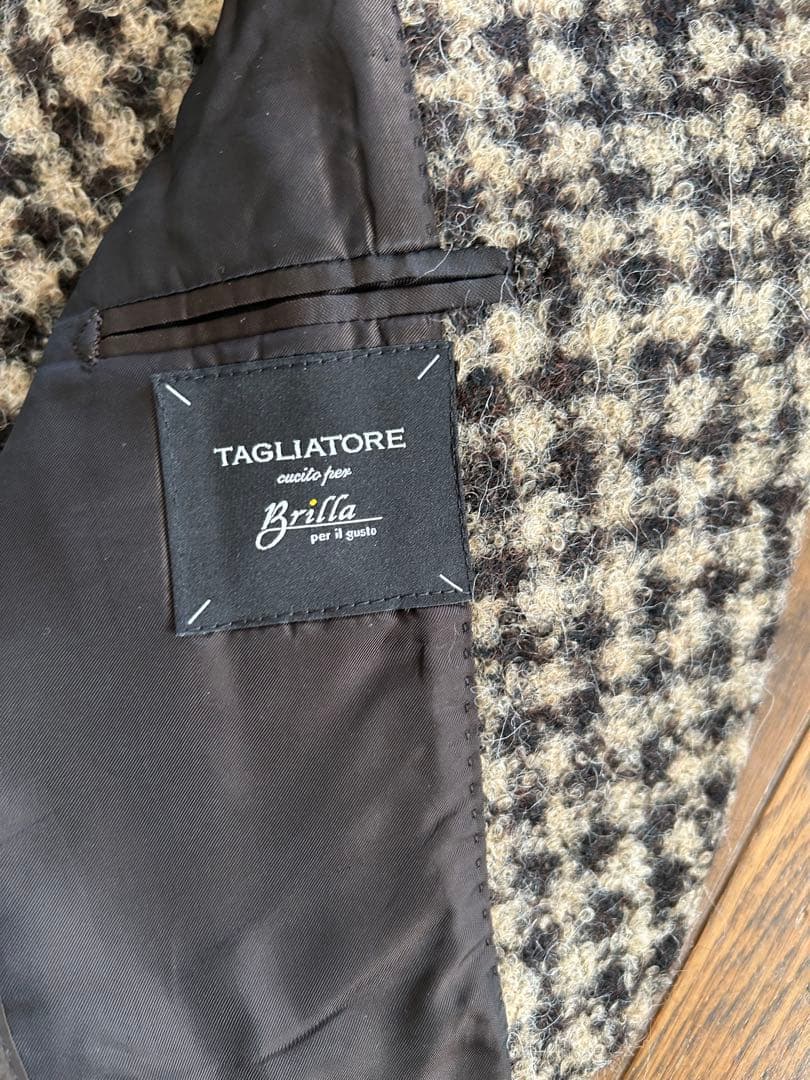 TAGLIATORE
cucito per
Brilla
per il gusto